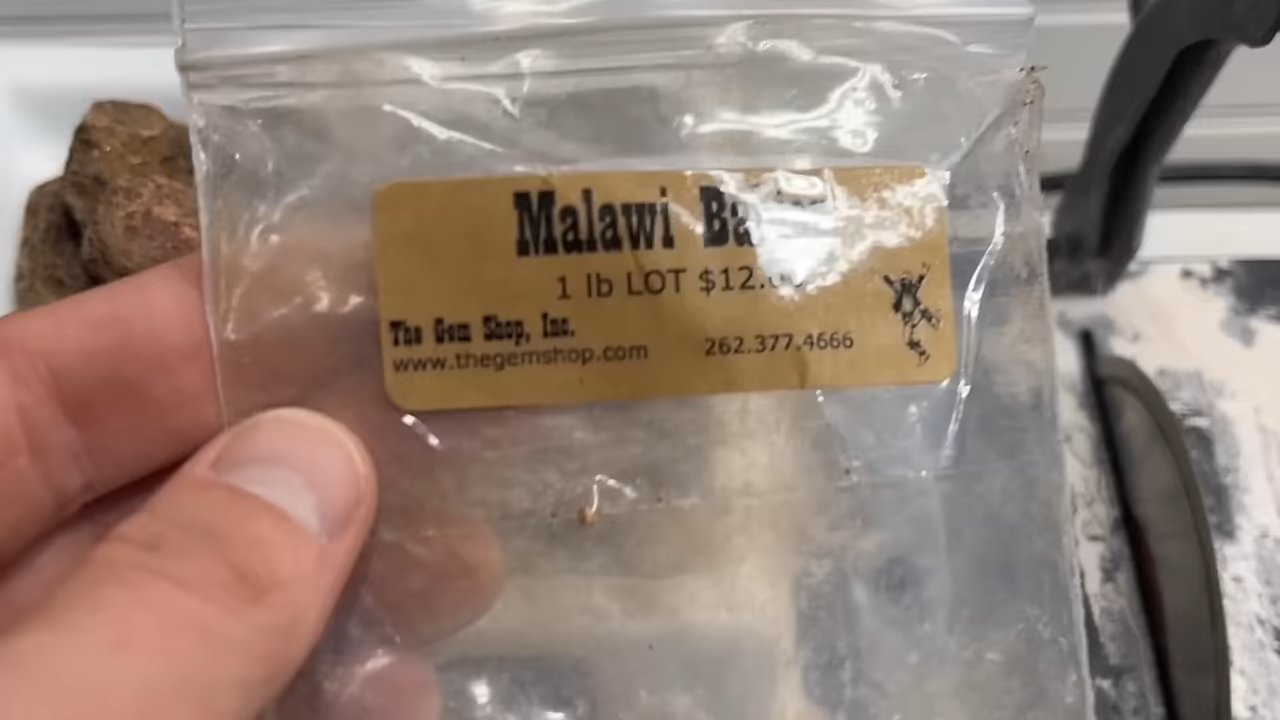 Malawi
1 lb LOT
The Gem Shop, Inc.
www.thegemshop.com
262.377.4666